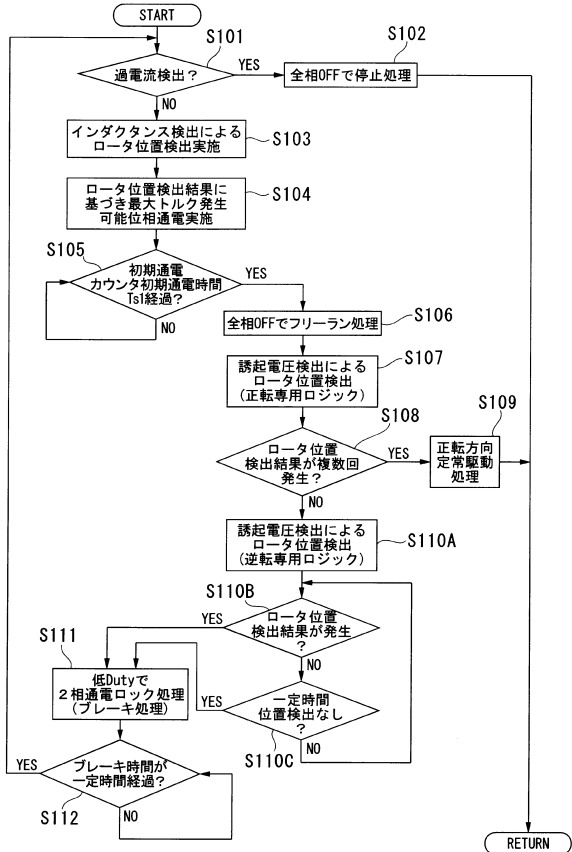 START
S101
過電流検出？
YES
NO
S102
全相OFFで停止処理
インダクタンス検出による
ロータ位置検出実施
S103
ロータ位置検出結果に
基づき最大トルク発生
可能位相通電実施
S104
S105
初期通電
カウンタ初期通電時間
Ts1経過？
YES
NO
全相OFFでフリーラン処理
S106
誘起電圧検出による
ロータ位置検出
(正転専用ロジック)
S107
S108
ロータ位置
検出結果が複数回
発生？
YES
NO
S109
正転方向
定常駆動
処理
誘起電圧検出による
ロータ位置検出
(逆転専用ロジック)
S110A
S110B
ロータ位置
検出結果が発生
？
YES
NO
一定時間
位置検出なし
？
YES
NO
S110C
S111
低Dutyで
２相通電ロック処理
(ブレーキ処理)
ブレーキ時間が
一定時間経過？
YES
NO
S112
RETURN